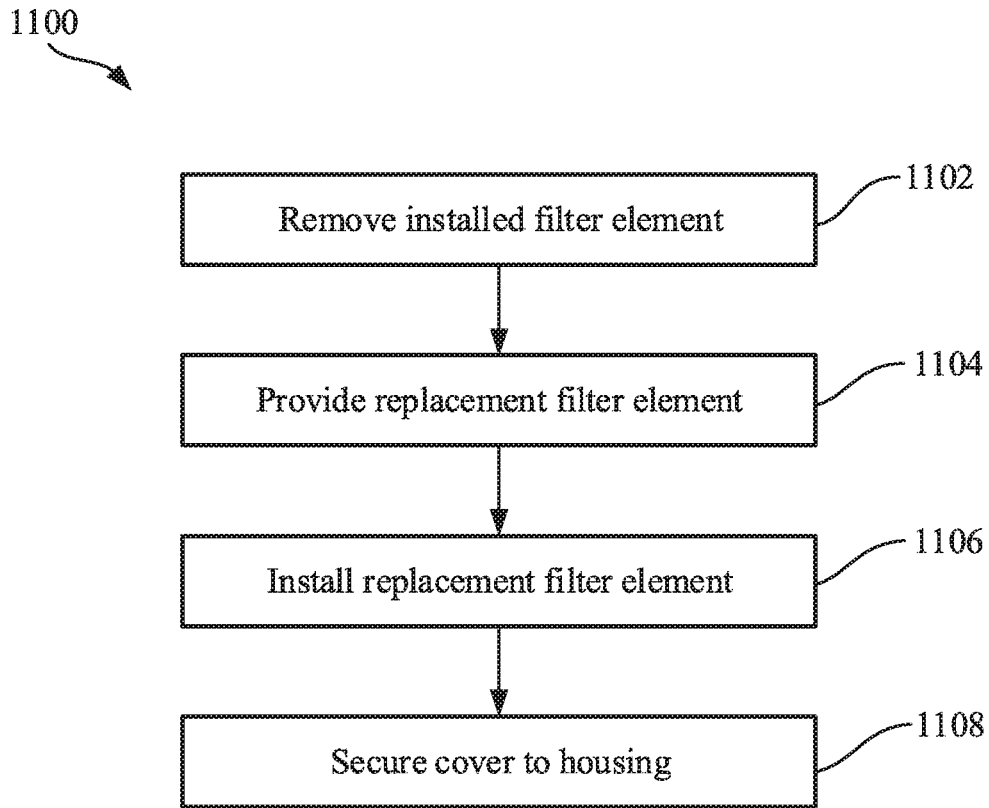 1100
1102
Remove installed filter element
1104
Provide replacement filter element
1106
Install replacement filter element
1108
Secure cover to housing